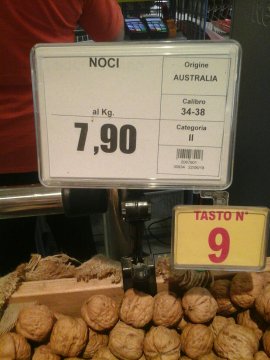 NOCI
al Kg.
7,90
Origine
AUSTRALIA
Calibro
34-38
Categoria
II
TASTO N°
9